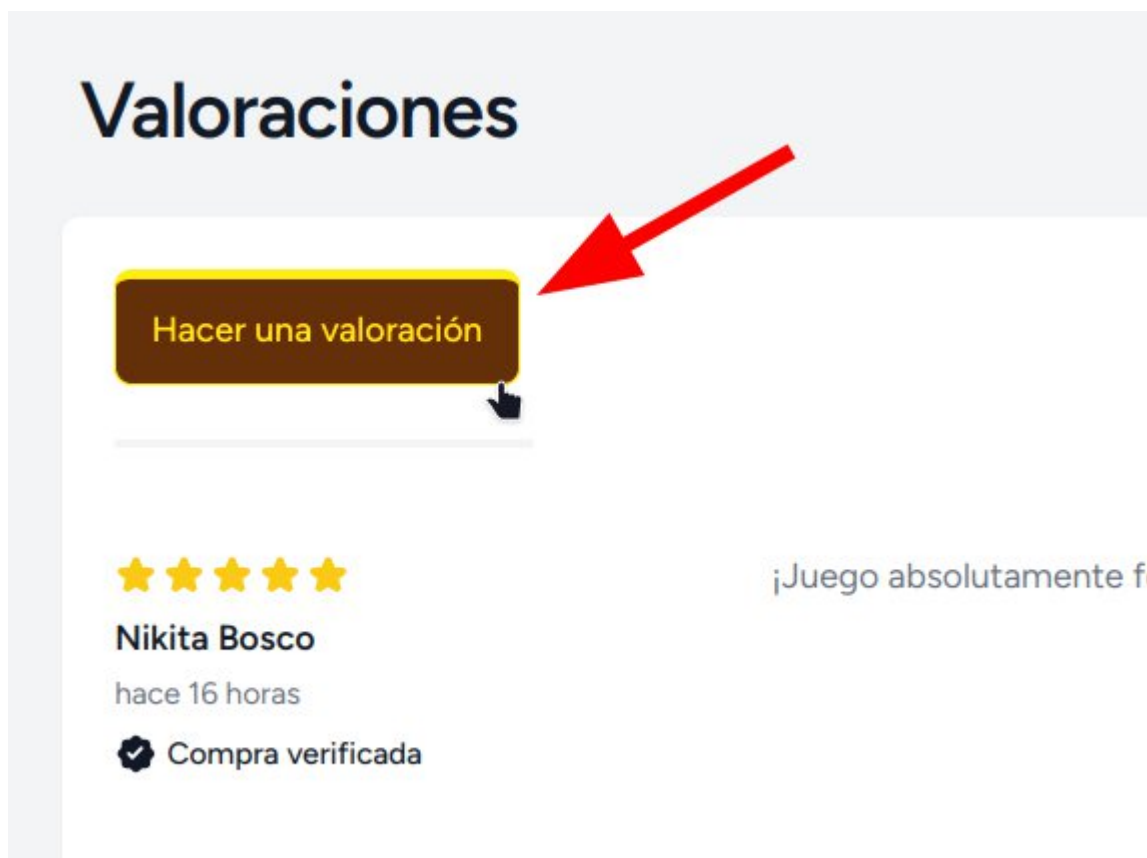 Valoraciones
Hacer una valoración
¡Juego absolutamente
Nikita Bosco
hace 16 horas
Compra verificada